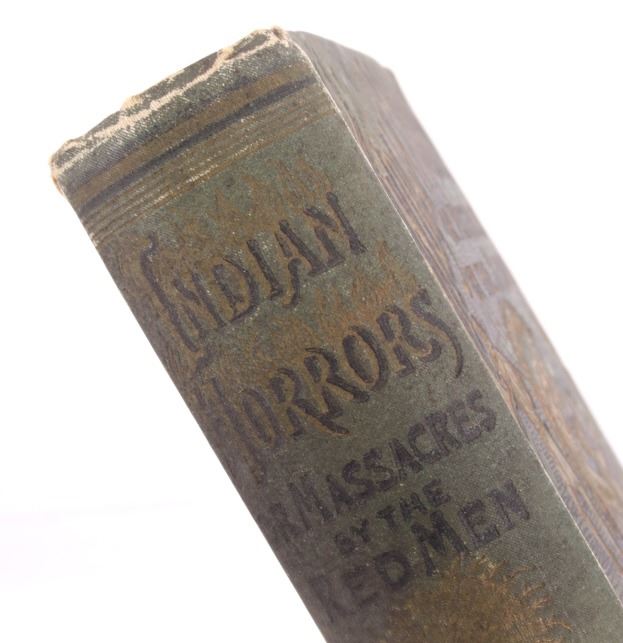 INDIAN
HORRORS
OR MASSACRES
BY THE
RED MEN